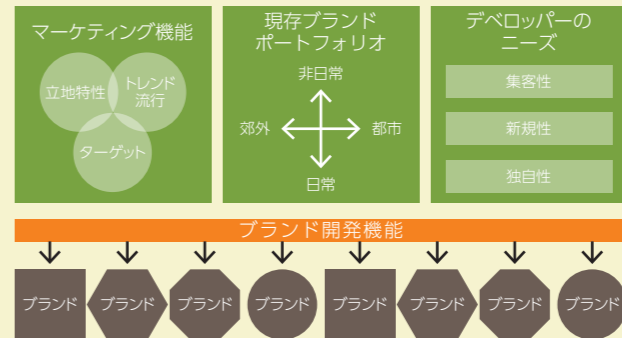 マーケティング機能
立地特性
トレンド
流行
ターゲット
現存ブランド
ポートフォリオ
非日常
郊外
都市
日常
デベロッパーの
ニーズ
集客性
新規性
独自性
ブランド開発機能
ブランド
ブランド
ブランド
ブランド
ブランド
ブランド
ブランド
ブランド